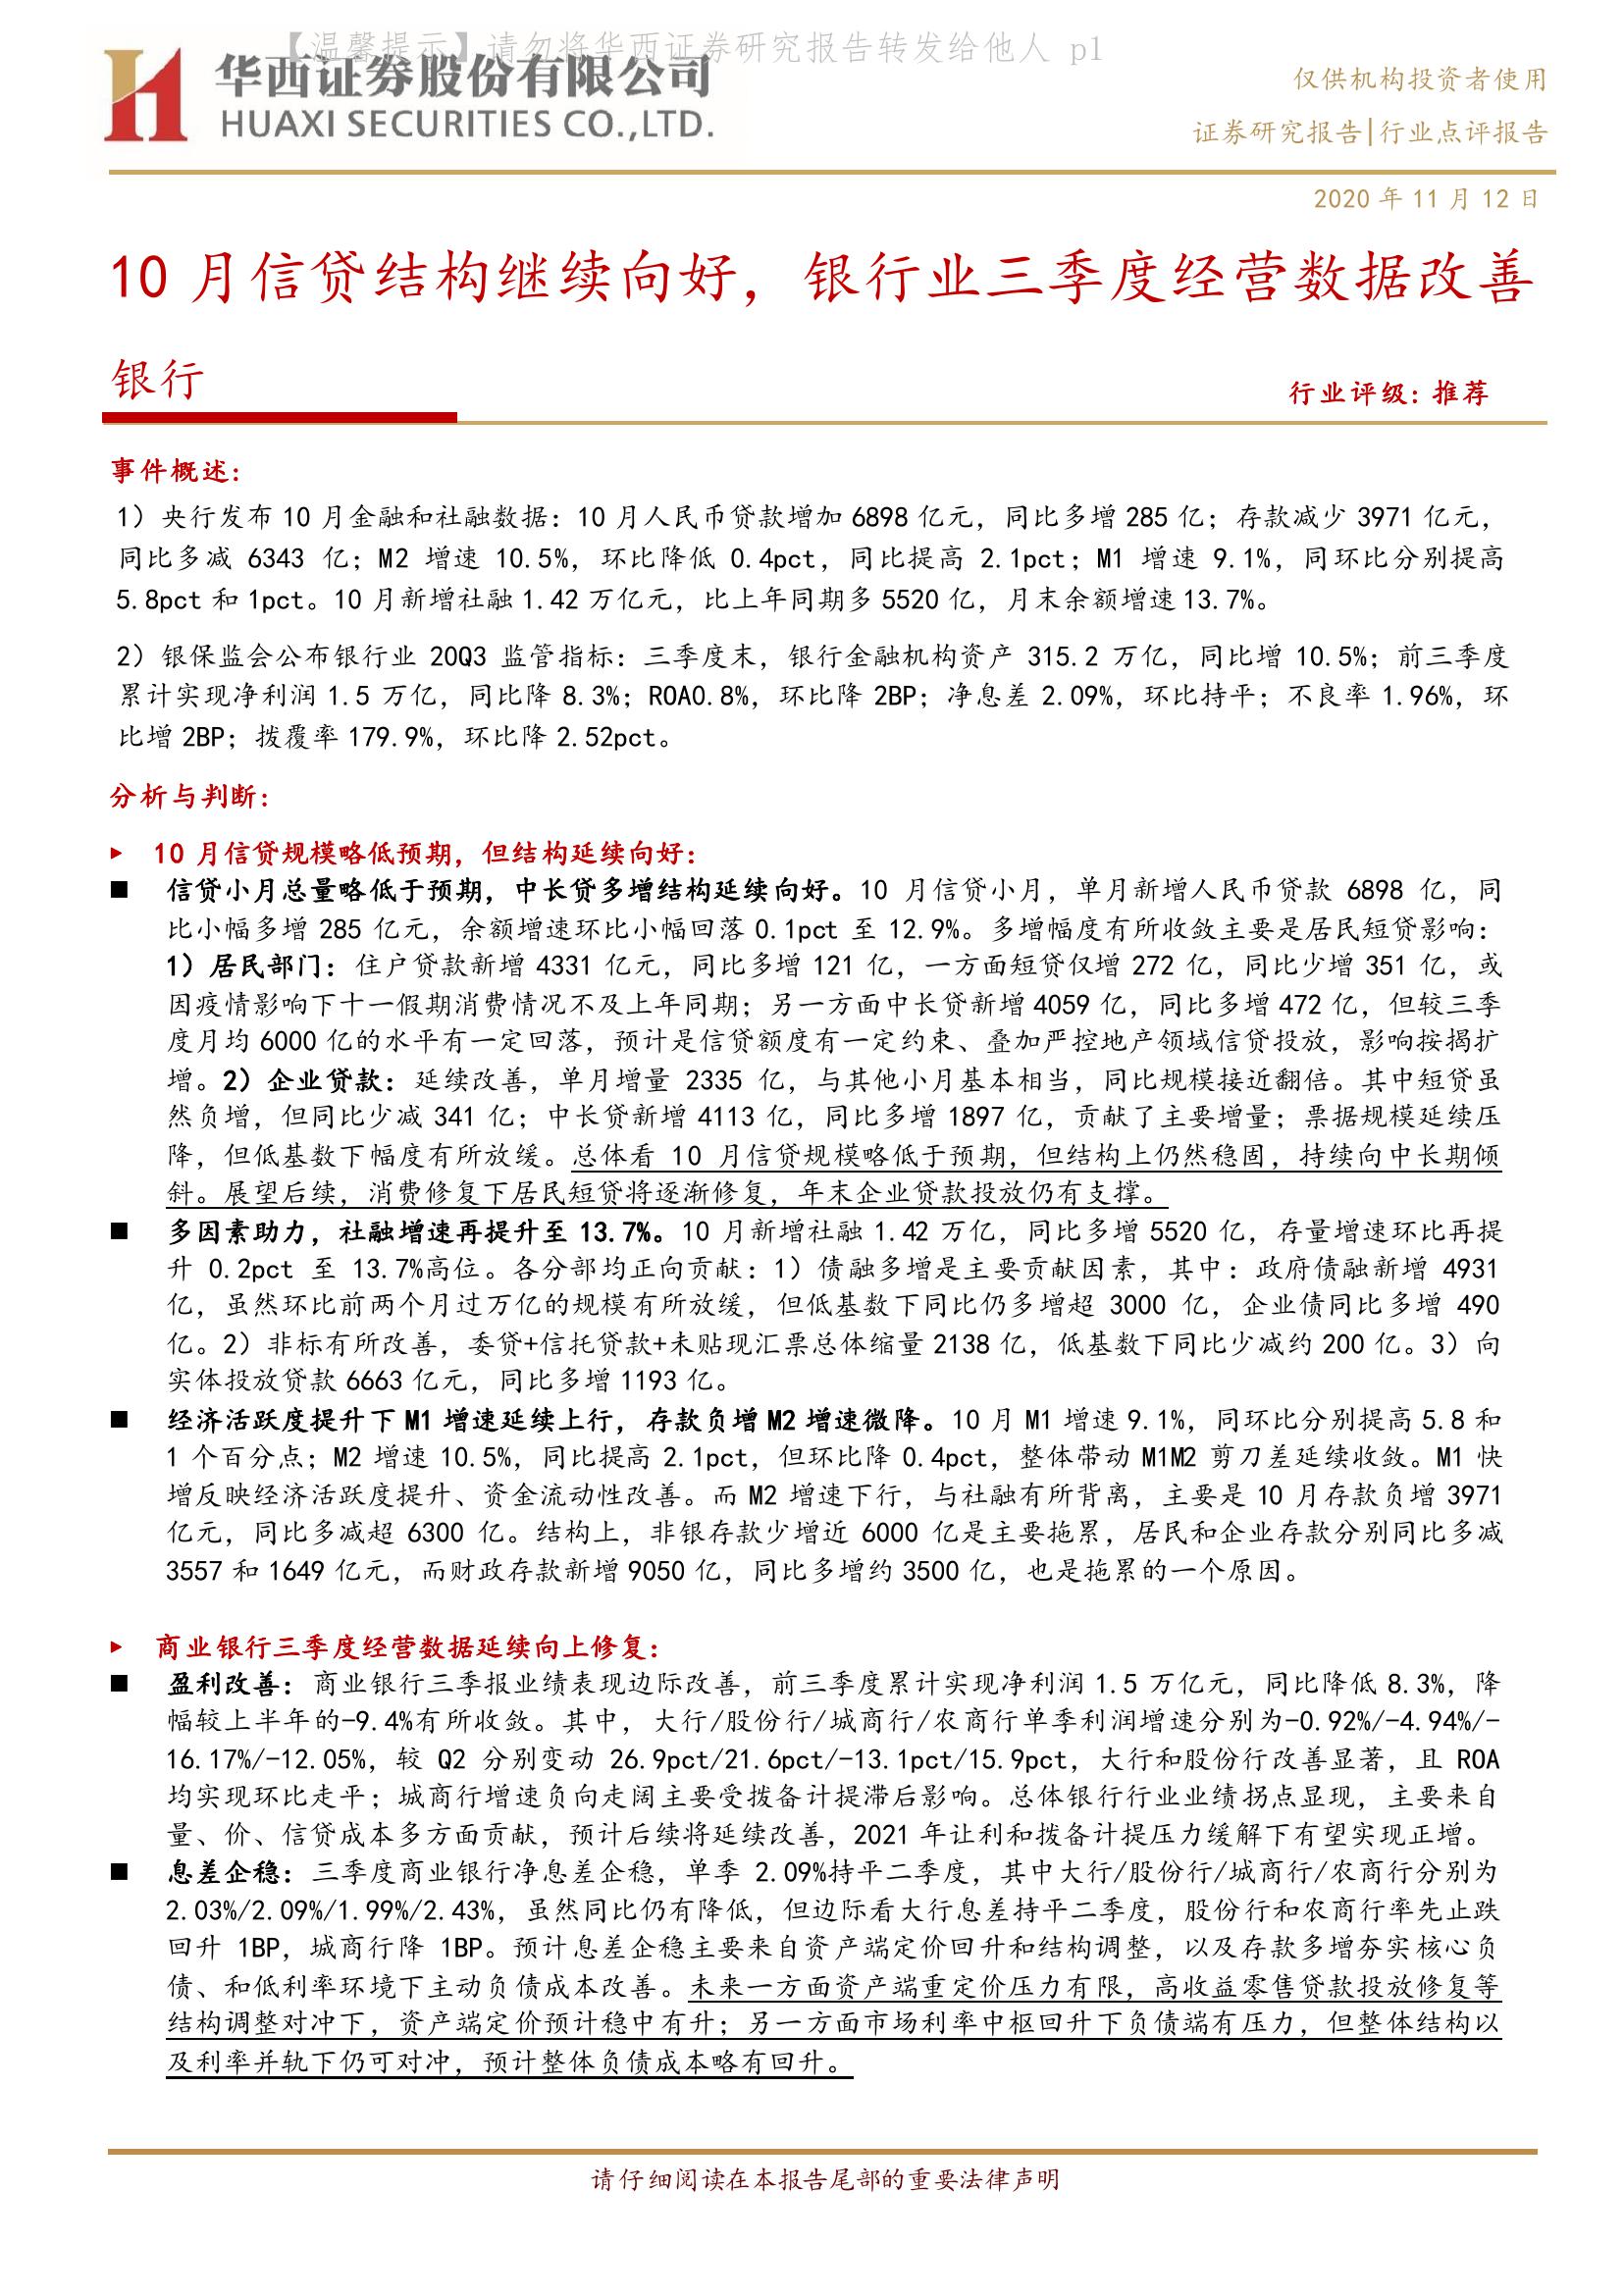 【温馨提示】请勿将华西证券研究报告转发给他人 p1
华西证券股份有限公司
HUAXI SECURITIES CO.,LTD.
仅供机构投资者使用
证券研究报告|行业点评报告
2020 年 11 月 12 日
10 月信贷结构继续向好，银行业三季度经营数据改善
银行
行业评级：推荐
事件概述：
1）央行发布 10 月金融和社融数据：10 月人民币贷款增加 6898 亿元，同比多增 285 亿；存款减少 3971 亿元，
同比多减 6343 亿；M2 增速 10.5%，环比降低 0.4pct，同比提高 2.1pct；M1 增速 9.1%，同环比分别提高
5.8pct 和 1pct。10 月新增社融 1.42 万亿元，比上年同期多 5520 亿，月末余额增速 13.7%。
2）银保监会公布银行业 20Q3 监管指标：三季度末，银行金融机构资产 315.2 万亿，同比增 10.5%；前三季度
累计实现净利润 1.5 万亿，同比降 8.3%；ROA0.8%，环比降 2BP；净息差 2.09%，环比持平；不良率 1.96%，环
比增 2BP；拨覆率 179.9%，环比降 2.52pct。
分析与判断：
▸ 10 月信贷规模略低预期，但结构延续向好：
■ 信贷小月总量略低于预期，中长贷多增结构延续向好。10 月信贷小月，单月新增人民币贷款 6898 亿，同
比小幅多增 285 亿元，余额增速环比小幅回落 0.1pct 至 12.9%。多增幅度有所收敛主要是居民短贷影响：
1）居民部门：住户贷款新增 4331 亿元，同比多增 121 亿，一方面短贷仅增 272 亿，同比少增 351 亿，或
因疫情影响下十一假期消费情况不及上年同期；另一方面中长贷新增 4059 亿，同比多增 472 亿，但较三季
度月均 6000 亿的水平有一定回落，预计是信贷额度有一定约束、叠加严控地产领域信贷投放，影响按揭扩
增。2）企业贷款：延续改善，单月增量 2335 亿，与其他小月基本相当，同比规模接近翻倍。其中短贷虽
然负增，但同比少减 341 亿；中长贷新增 4113 亿，同比多增 1897 亿，贡献了主要增量；票据规模延续压
降，但低基数下幅度有所放缓。总体看 10 月信贷规模略低于预期，但结构上仍然稳固，持续向中长期倾
斜。展望后续，消费修复下居民短贷将逐渐修复，年末企业贷款投放仍有支撑。
■ 多因素助力，社融增速再提升至 13.7%。10 月新增社融 1.42 万亿，同比多增 5520 亿，存量增速环比再提
升 0.2pct 至 13.7%高位。各分部均正向贡献：1）债融多增是主要贡献因素，其中：政府债融新增 4931
亿，虽然环比前两个月过万亿的规模有所放缓，但低基数下同比仍多增超 3000 亿，企业债同比多增 490
亿。2）非标有所改善，委贷+信托贷款+未贴现汇票总体缩量 2138 亿，低基数下同比少减约 200 亿。3）向
实体投放贷款 6663 亿元，同比多增 1193 亿。
■ 经济活跃度提升下 M1 增速延续上行，存款负增 M2 增速微降。10 月 M1 增速 9.1%，同环比分别提高 5.8 和
1 个百分点；M2 增速 10.5%，同比提高 2.1pct，但环比降 0.4pct，整体带动 M1M2 剪刀差延续收敛。M1 快
增反映经济活跃度提升、资金流动性改善。而 M2 增速下行，与社融有所背离，主要是 10 月存款负增 3971
亿元，同比多减超 6300 亿。结构上，非银存款少增近 6000 亿是主要拖累，居民和企业存款分别同比多减
3557 和 1649 亿元，而财政存款新增 9050 亿，同比多增约 3500 亿，也是拖累的一个原因。
▸ 商业银行三季度经营数据延续向上修复：
■ 盈利改善：商业银行三季报业绩表现边际改善，前三季度累计实现净利润 1.5 万亿元，同比降低 8.3%，降
幅较上半年的-9.4%有所收敛。其中，大行/股份行/城商行/农商行单季利润增速分别为-0.92%/-4.94%/-
16.17%/-12.05%，较 Q2 分别变动 26.9pct/21.6pct/-13.1pct/15.9pct，大行和股份行改善显著，且 ROA
均实现环比走平；城商行增速负向走阔主要受拨备计提滞后影响。总体银行行业业绩拐点显现，主要来自
量、价、信贷成本多方面贡献，预计后续将延续改善，2021 年让利和拨备计提压力缓解下有望实现正增。
■ 息差企稳：三季度商业银行净息差企稳，单季 2.09%持平二季度，其中大行/股份行/城商行/农商行分别为
2.03%/2.09%/1.99%/2.43%，虽然同比仍有降低，但边际看大行息差持平二季度，股份行和农商行率先止跌
回升 1BP，城商行降 1BP。预计息差企稳主要来自资产端定价回升和结构调整，以及存款多增夯实核心负
债、和低利率环境下主动负债成本改善。未来一方面资产端重定价压力有限，高收益零售贷款投放修复等
结构调整对冲下，资产端定价预计稳中有升；另一方面市场利率中枢回升下负债端有压力，但整体结构以
及利率并轨下仍可对冲，预计整体负债成本略有回升。
请仔细阅读在本报告尾部的重要法律声明